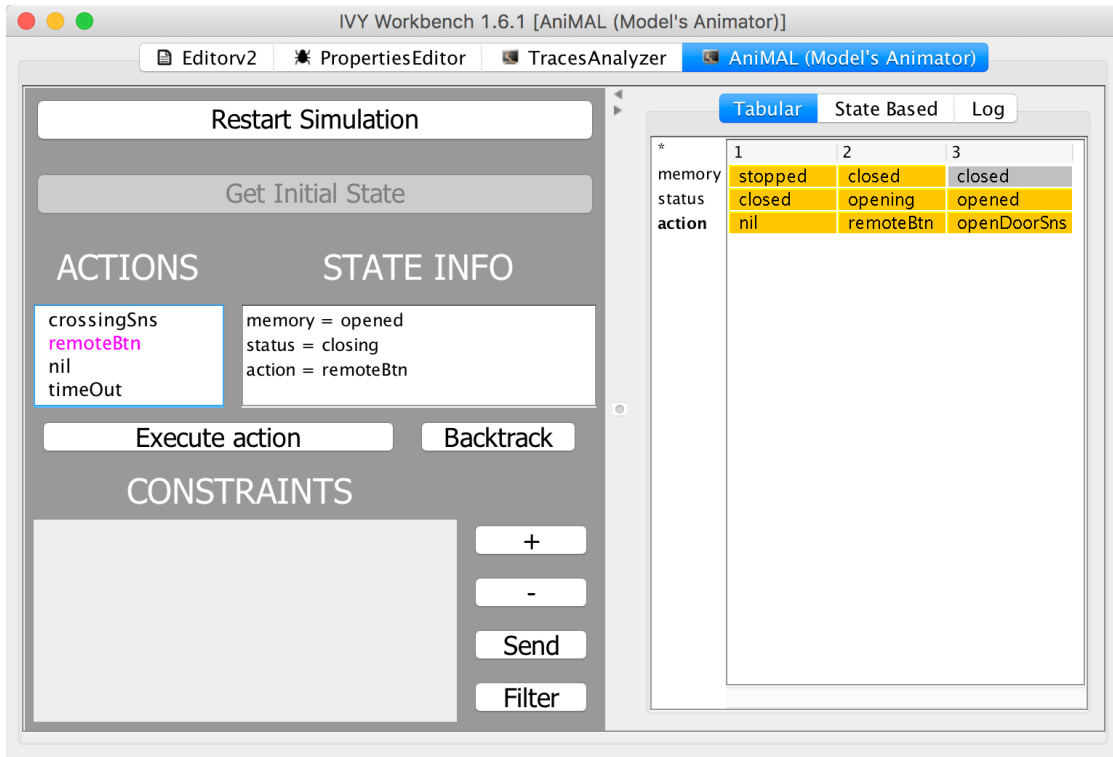 IVY Workbench 1.6.1 [AniMAL (Model's Animator)]
Editorv2 PropertiesEditor TracesAnalyzer AniMAL (Model's Animator)
Restart Simulation
Get Initial State
ACTIONS
crossingSns
remoteBtn
nil
timeOut
STATE INFO
memory = opened
status = closing
action = remoteBtn
Execute action
Backtrack
CONSTRAINTS
+
-
Send
Filter
Tabular State Based Log
* 1 2 3
memory stopped closed closed
status closed opening opened
action nil remoteBtn openDoorSns